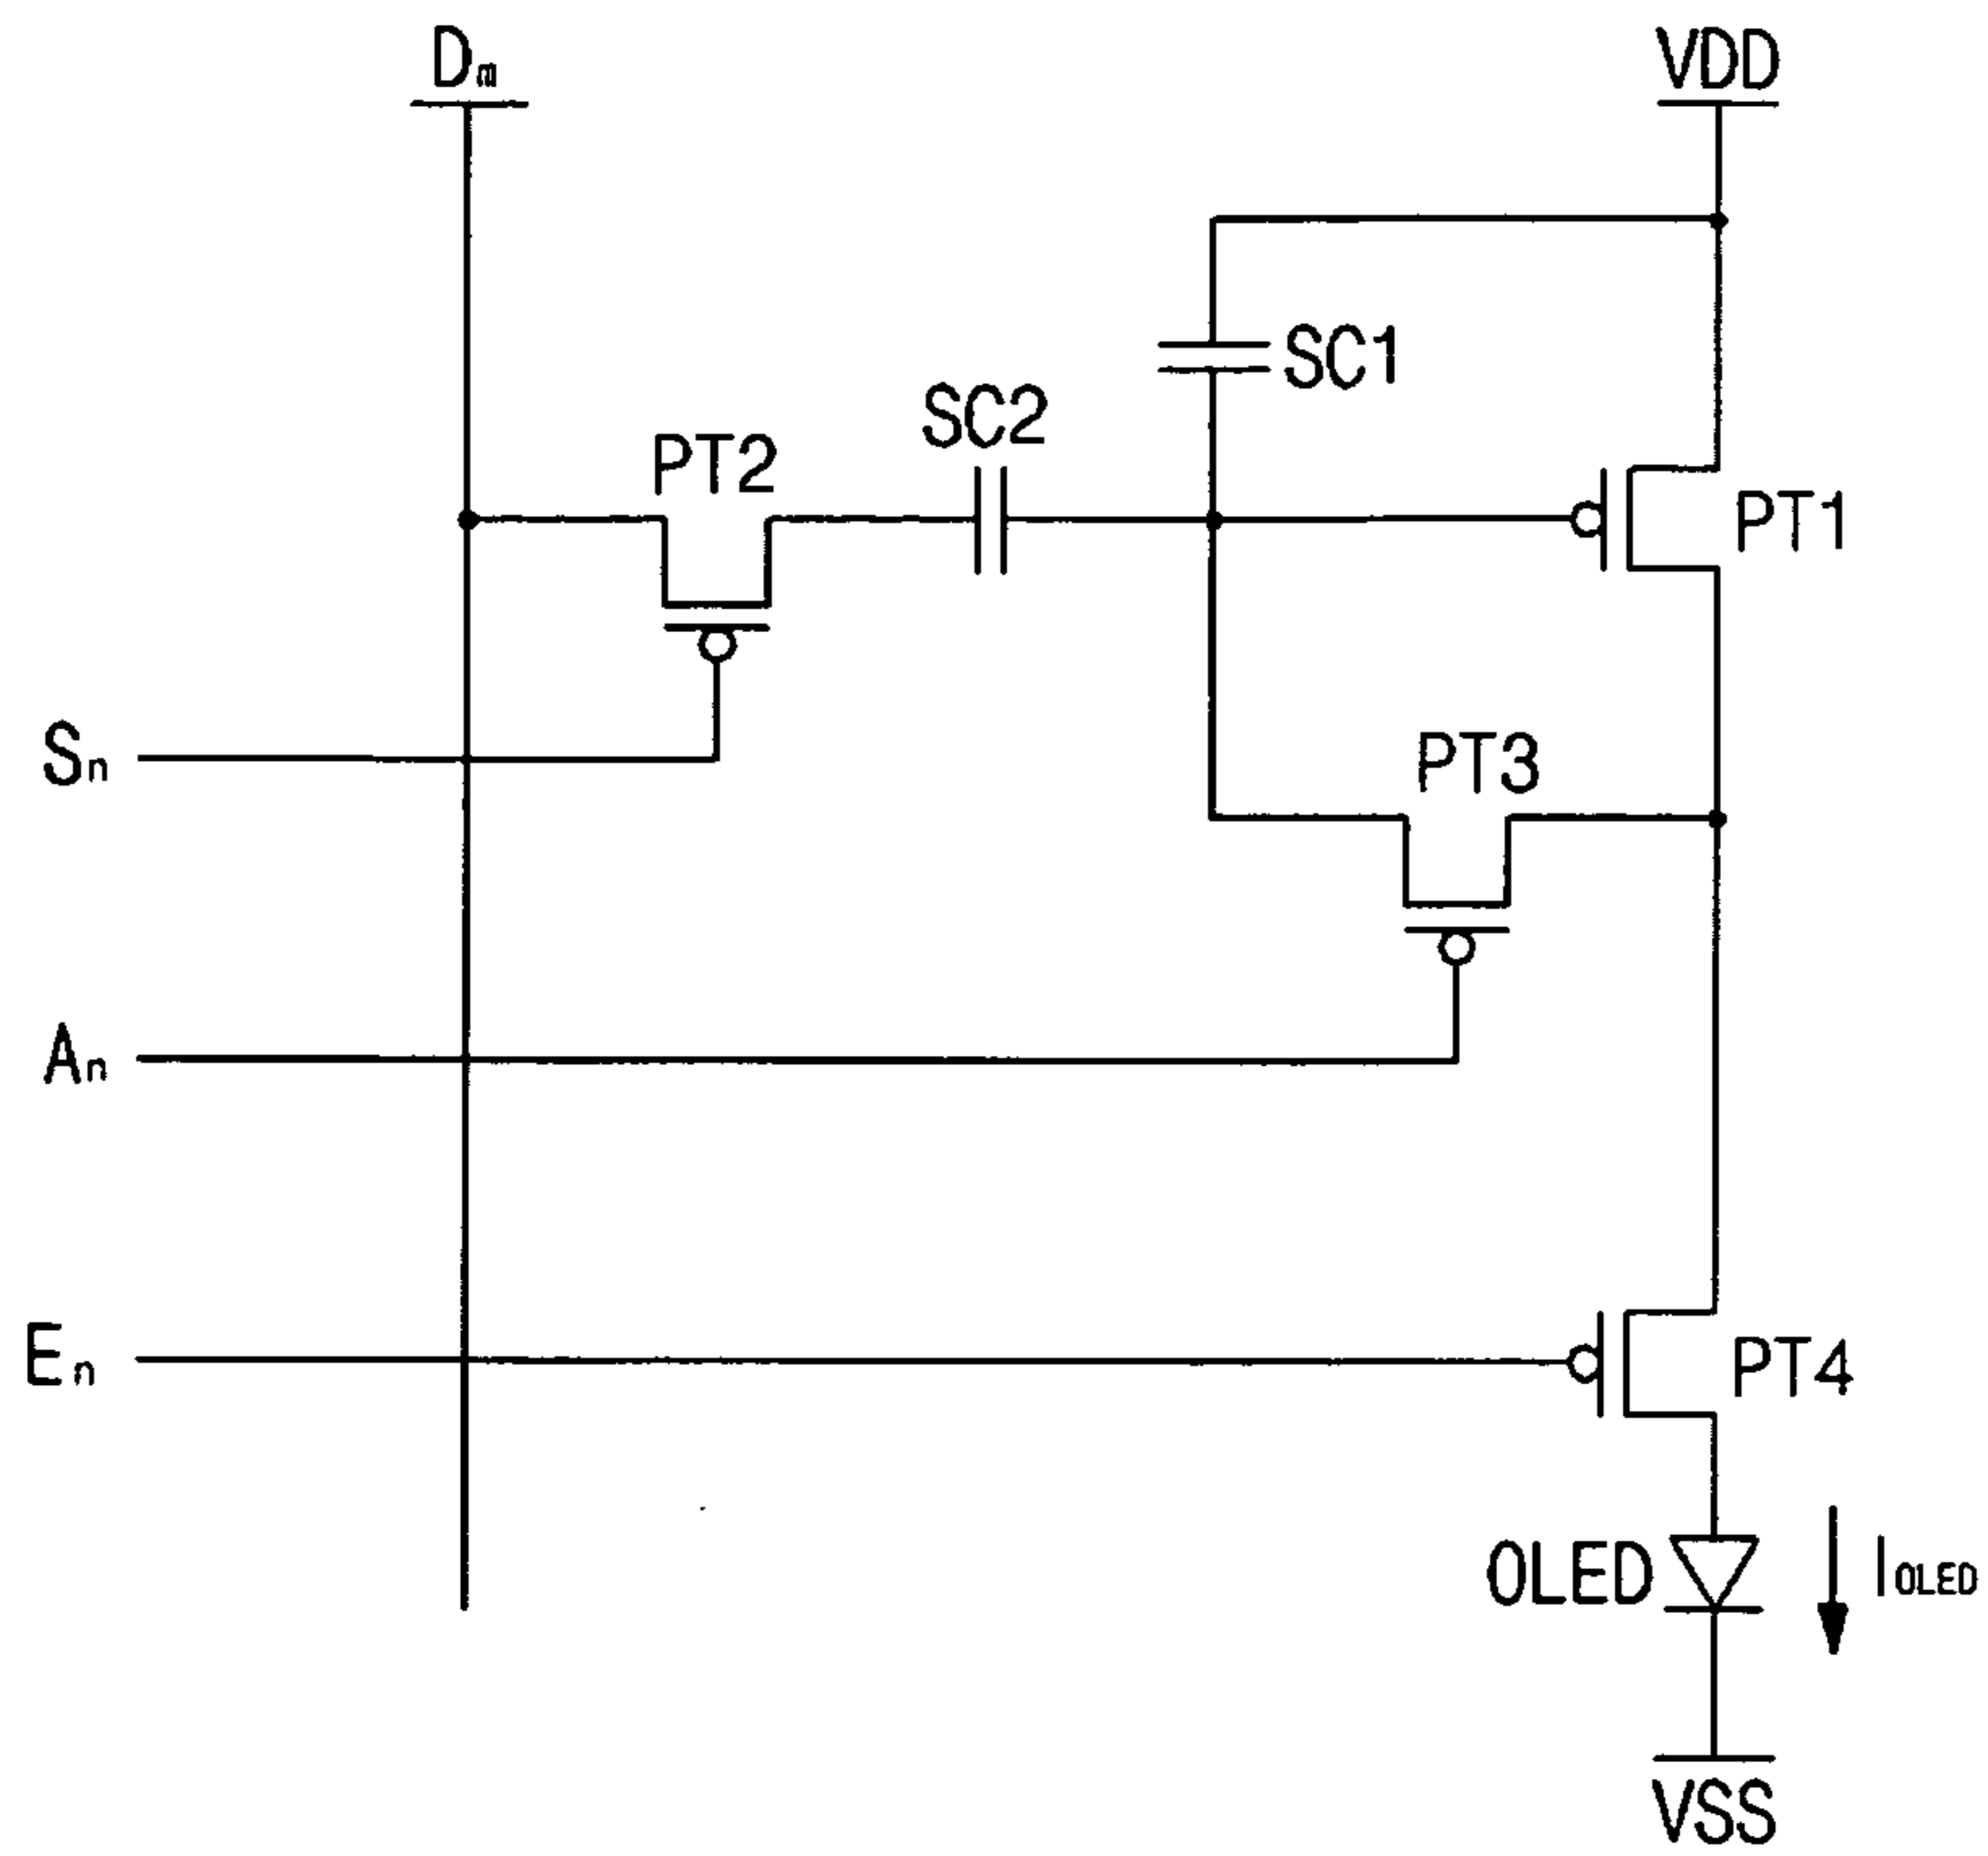 Dm
VDD
SC1
SC2
PT2
PT1
Sn
PT3
An
En
PT4
OLED
IOLED
VSS